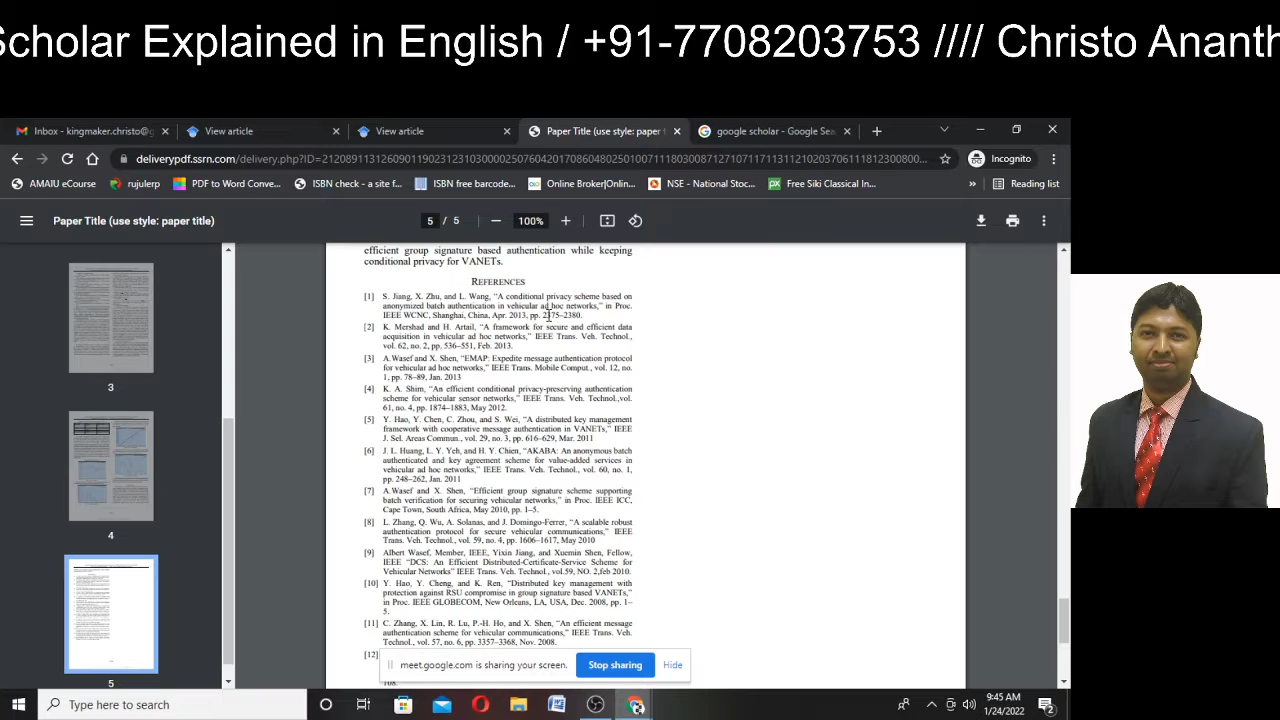 Scholar Explained in English / +91-7708203753 //// Christo Ananth
Inbox - kingmaker.christo@g
View article
View article
Paper Title (use style: paper t
google scholar - Google Sea
deliverypdf.ssrn.com/delivery.php?ID=
Incognito
AMAIU eCourse
rujulerp
PDF to Word Conve...
ISBN check - a site f...
ISBN free barcode...
Online Broker|Onlin...
NSE - National Stoc...
Free Siki Classical In...
»
Reading list
Paper Title (use style: paper title)
5 / 5
100%
3
4
5
efficient group signature based authentication while keeping
conditional privacy for VANETs.
REFERENCES
[1] S. Jiang, X. Zhu, and L. Wang, "A conditional privacy scheme based on
anonymized batch authentication in vehicular ad hoc networks," in Proc.
IEEE WCNC, Shanghai, China, Apr. 2013, pp. 2375–2380.
[2] K. Mershad and H. Artail, "A framework for secure and efficient data
acquisition in vehicular ad hoc networks," IEEE Trans. Veh. Technol.,
vol. 62, no. 2, pp. 536–551, Feb. 2013.
[3] A.Wasef and X. Shen, "EMAP: Expedite message authentication protocol
for vehicular ad hoc networks," IEEE Trans. Mobile Comput., vol. 12, no.
1, pp. 78–89, Jan. 2013
[4] K. A. Shim, "An efficient conditional privacy-preserving authentication
scheme for vehicular sensor networks," IEEE Trans. Veh. Technol.,vol.
61, no. 4, pp. 1874–1883, May 2012.
[5] Y. Hao, Y. Chen, C. Zhou, and S. Wei, "A distributed key management
framework with cooperative message authentication in VANETs," IEEE
J. Sel. Areas Commun., vol. 29, no. 3, pp. 616–629, Mar. 2011
[6] J. L. Huang, L. Y. Yeh, and H. Y. Chien, "AKABA: An anonymous batch
authenticated and key agreement scheme for value-added services in
vehicular ad hoc networks," IEEE Trans. Veh. Technol., vol. 60, no. 1,
pp. 248–262, Jan. 2011
[7] A.Wasef and X. Shen, "Efficient group signature scheme supporting
batch verification for securing vehicular networks," in Proc. IEEE ICC,
Cape Town, South Africa, May 2010, pp. 1–5.
[8] L. Zhang, Q. Wu, A. Solanas, and J. Domingo-Ferrer, "A scalable robust
authentication protocol for secure vehicular communications," IEEE
Trans. Veh. Technol., vol. 59, no. 4, pp. 1606–1617, May 2010
[9] Albert Wasef, Member, IEEE, Yixin Jiang, and Xuemin Shen, Fellow,
IEEE "DCS: An Efficient Distributed-Certificate-Service Scheme for
Vehicular Networks" IEEE Trans. Veh. Technol., vol.59, NO. 2,feb 2010.
[10] Y. Hao, Y. Cheng, and K. Ren, "Distributed key management with
protection against RSU compromise in group signature based VANETs,"
in Proc. IEEE GLOBECOM, New Orleans, LA, USA, Dec. 2008, pp. 1–
5.
[11] C. Zhang, X. Lin, R. Lu, P.-H. Ho, and X. Shen, "An efficient message
authentication scheme for vehicular communications," IEEE Trans. Veh.
Technol., vol. 57, no. 6, pp. 3357–3368, Nov. 2008.
[12]
108.
meet.google.com is sharing your screen.
Stop sharing
Hide
Type here to search
9:45 AM
1/24/2022
2